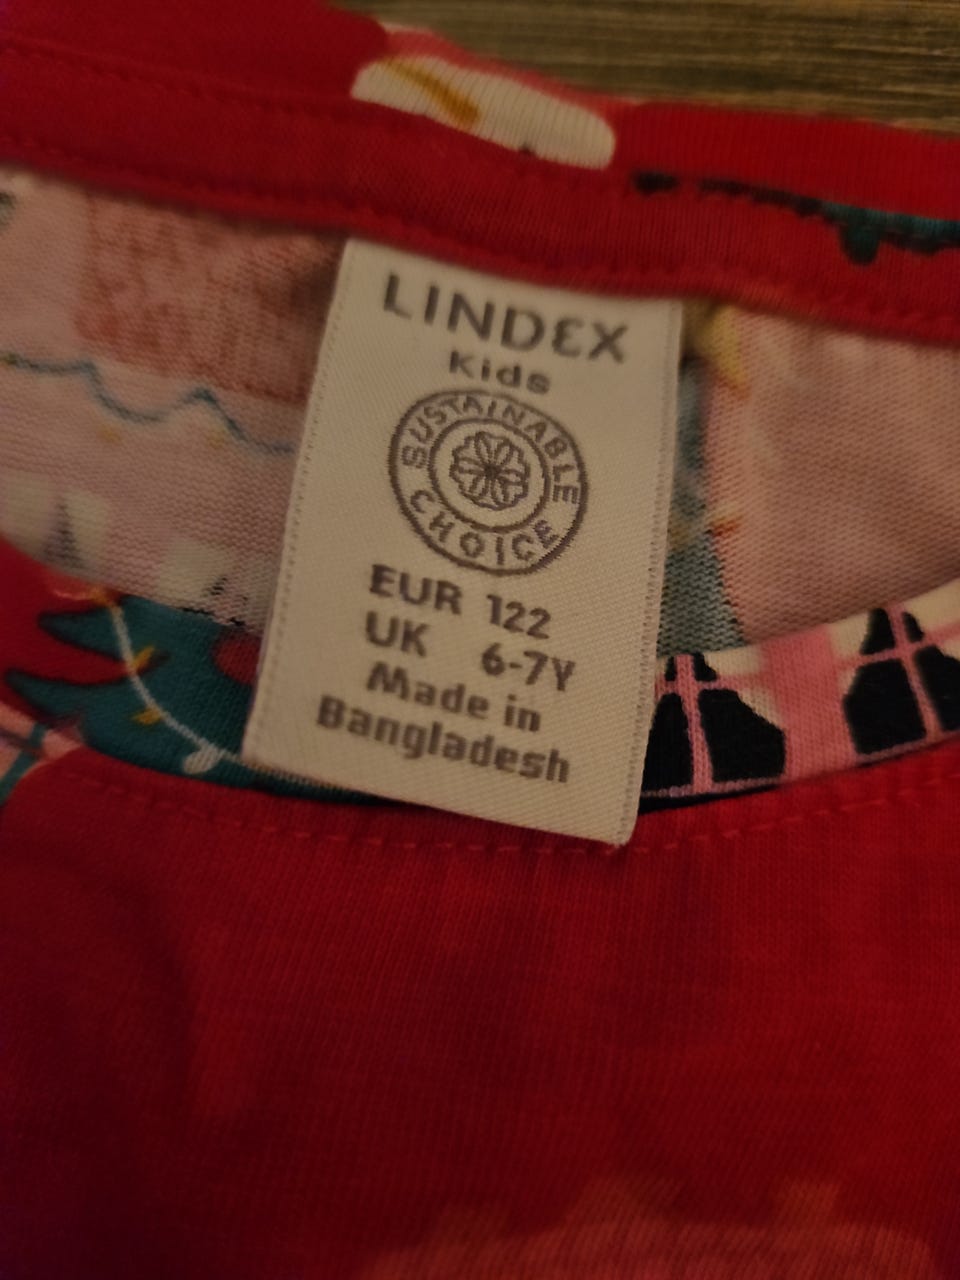 LINDEX
Kids
SUSTAINABLE
CHOICE
EUR 122
UK 6-7Y
Made in
Bangladesh